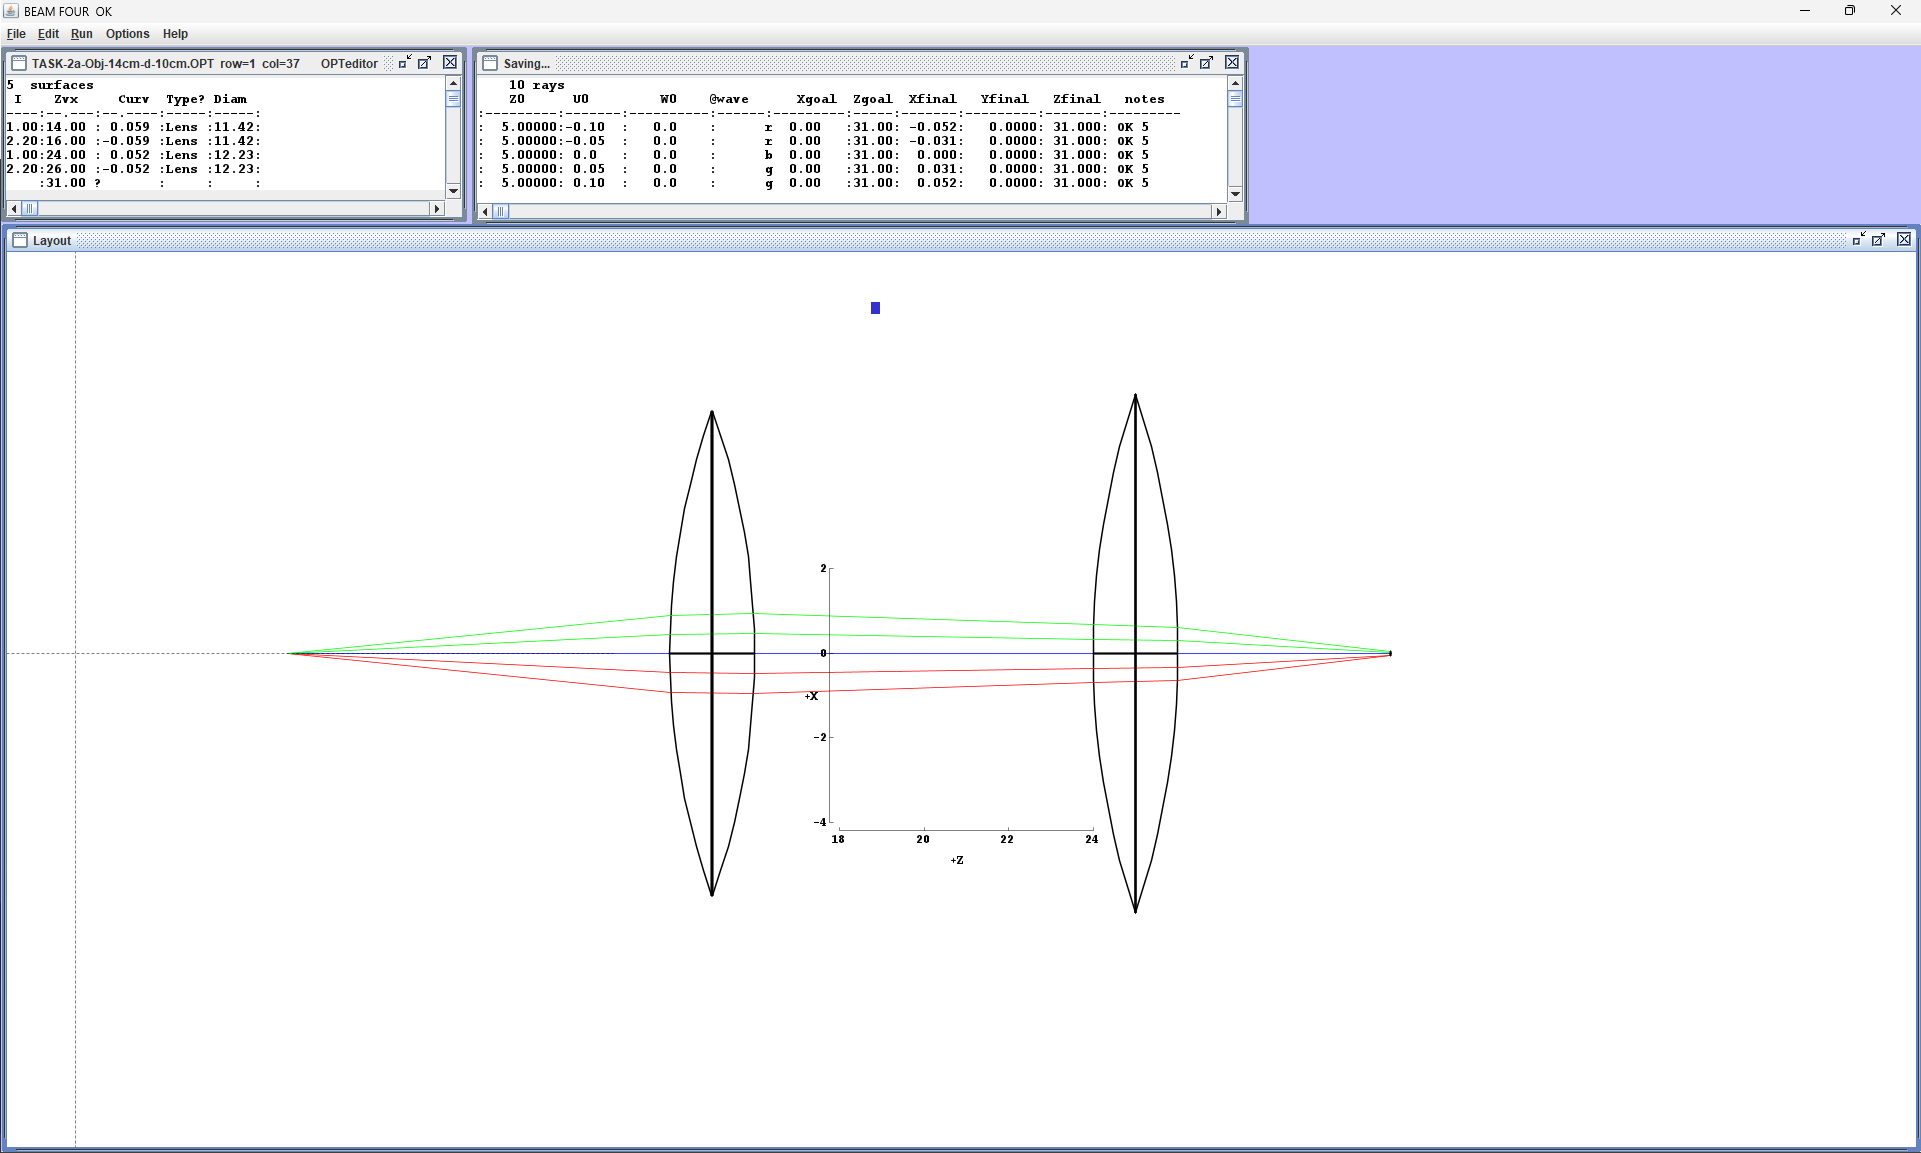 BEAM FOUR  OK
File Edit Run Options Help
TASK-2a-Obj-14cm-d-10cm.OPT row=1 col=37 OPTeditor
5 surfaces
I Zvx Curv Type? Diam
----:--.---:--.----:-----:-----:
1.00:14.00 : 0.059 :Lens :11.42:
2.20:16.00 :-0.059 :Lens :11.42:
1.00:24.00 : 0.052 :Lens :12.23:
2.20:26.00 :-0.052 :Lens :12.23:
:31.00 ? : : :
Saving...
10 rays
Z0 U0 W0 @wave Xgoal Zgoal Xfinal Yfinal Zfinal notes
:---------:-------:----------:------:---------:-----:-------:---------:-------:---------
: 5.00000:-0.10 : 0.0 : r 0.00 :31.00: -0.052: 0.0000: 31.000: OK 5
: 5.00000:-0.05 : 0.0 : r 0.00 :31.00: -0.031: 0.0000: 31.000: OK 5
: 5.00000: 0.0 : 0.0 : b 0.00 :31.00: 0.000: 0.0000: 31.000: OK 5
: 5.00000: 0.05 : 0.0 : g 0.00 :31.00: 0.031: 0.0000: 31.000: OK 5
: 5.00000: 0.10 : 0.0 : g 0.00 :31.00: 0.052: 0.0000: 31.000: OK 5
Layout
2
0
+X
-2
-4
18 20 22 24
+Z